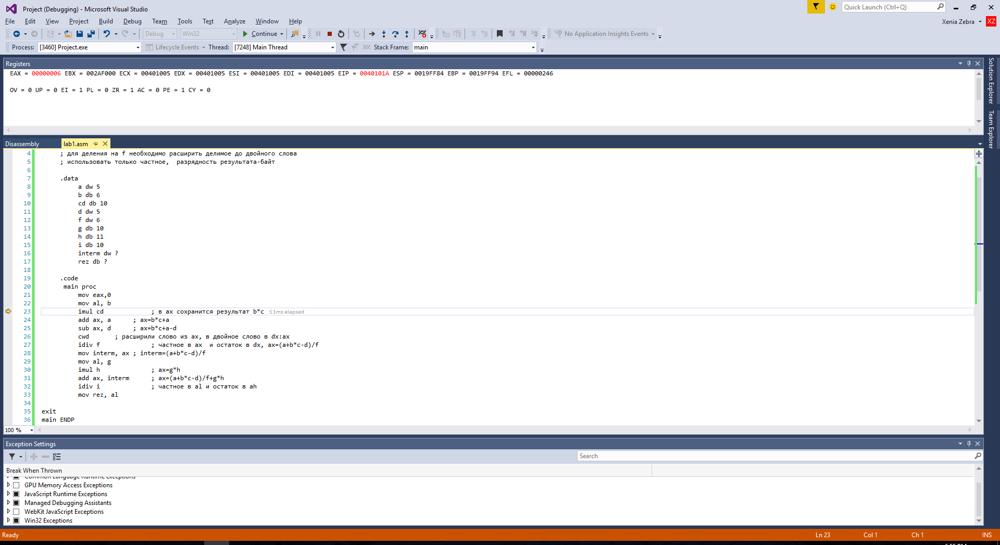 Project (Debugging) - Microsoft Visual Studio
Quick Launch (Ctrl+Q)
File Edit View Project Build Debug Team Tools Test Analyze Window Help
Xenia Zebra XZ
Debug Win32 Continue No Application Insights Events
Process: [3460] Project.exe Lifecycle Events Thread: [7248] Main Thread Stack Frame: main
Registers
EAX = 00000006 EBX = 002AF000 ECX = 00401005 EDX = 00401005 ESI = 00401005 EDI = 00401005 EIP = 0040101A ESP = 0019FF84 EBP = 0019FF94 EFL = 00000246
OV = 0 UP = 0 EI = 1 PL = 0 ZR = 1 AC = 0 PE = 1 CY = 0
Solution Explorer
Team Explorer
Disassembly lab1.asm
4 ; для деления на f необходимо расширить делимое до двойного слова
5 ; использовать только частное, разрядность результата-байт
6
7 .data
8 a dw 5
9 b db 6
10 cd db 10
11 d dw 5
12 f dw 6
13 g db 10
14 h db 11
15 i db 10
16 interm dw ?
17 rez db ?
18
19 .code
20 main proc
21 mov eax,0
22 mov al, b
23 imul cd ; в ax сохранится результат b*c ≤1ms elapsed
24 add ax, a ; ax=b*c+a
25 sub ax, d ; ax=b*c+a-d
26 cwd ; расширили слово из ax, в двойное слово в dx:ax
27 idiv f ; частное в ax и остаток в dx, ax=(a+b*c-d)/f
28 mov interm, ax ; interm=(a+b*c-d)/f
29 mov al, g
30 imul h ; ax=g*h
31 add ax, interm ; ax=(a+b*c-d)/f+g*h
32 idiv i ; частное в al и остаток в ah
33 mov rez, al
34
35 exit
36 main ENDP
100 %
Exception Settings
Search
Break When Thrown
Common Language Runtime Exceptions
GPU Memory Access Exceptions
JavaScript Runtime Exceptions
Managed Debugging Assistants
WebKit JavaScript Exceptions
Win32 Exceptions
Ready Ln 23 Col 1 Ch 1 INS